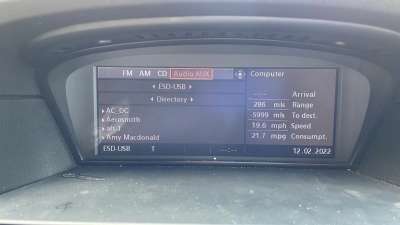 FM AM CD Audio AUX
ESD-USB
Directory
AC_DC
Aerosmith
alt-T
Amy Macdonald
ESD-USB T
Computer
--:-- Arrival
286 mls Range
5999 mls To dest.
19.6 mph Speed
21.7 mpg Consumpt.
--:-- 12.02 2022